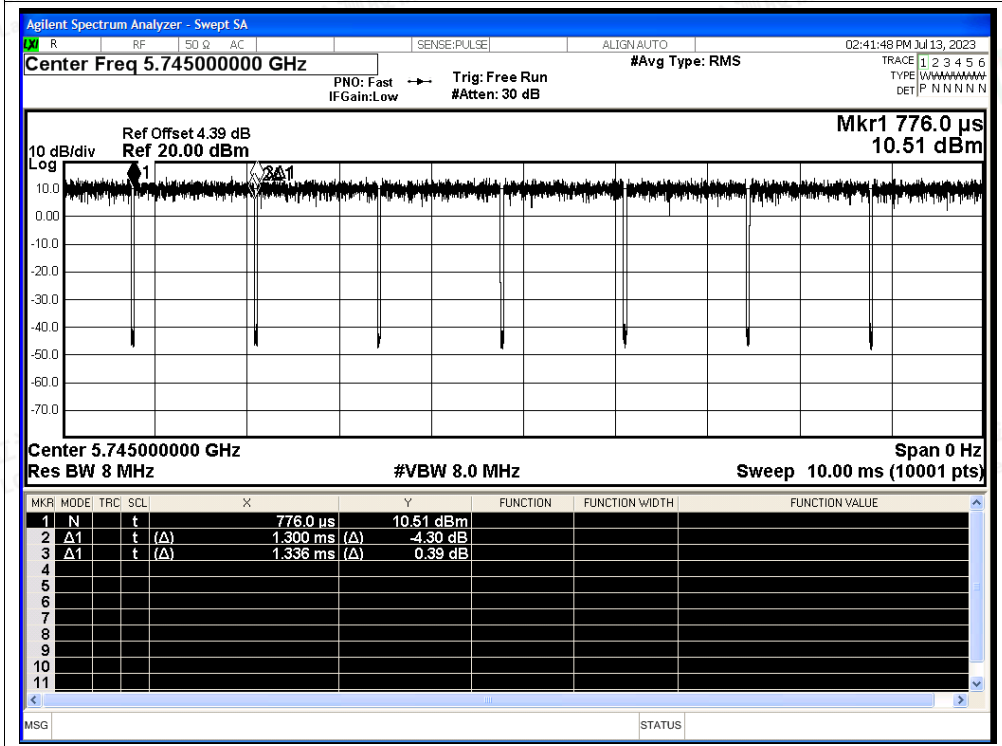 Agilent Spectrum Analyzer - Swept SA
LXI R RF 50 Ω AC SENSE:PULSE ALIGN AUTO 02:41:48 PM Jul 13, 2023
Center Freq 5.745000000 GHz #Avg Type: RMS TRACE 1 2 3 4 5 6
PNO: Fast Trig: Free Run TYPE WWWWWW
IFGain:Low #Atten: 30 dB DET P N N N N N
Mkr1 776.0 µs
Ref Offset 4.39 dB
10 dB/div Ref 20.00 dBm 10.51 dBm
Log
1 3Δ1
10.0
0.00
-10.0
-20.0
-30.0
-40.0
-50.0
-60.0
-70.0
Center 5.745000000 GHz Span 0 Hz
Res BW 8 MHz #VBW 8.0 MHz Sweep 10.00 ms (10001 pts)
MKR MODE TRC SCL X Y FUNCTION FUNCTION WIDTH FUNCTION VALUE
1 N t 776.0 µs 10.51 dBm
2 Δ1 t (Δ) 1.300 ms (Δ) -4.30 dB
3 Δ1 t (Δ) 1.336 ms (Δ) 0.39 dB
4
5
6
7
8
9
10
11
MSG STATUS